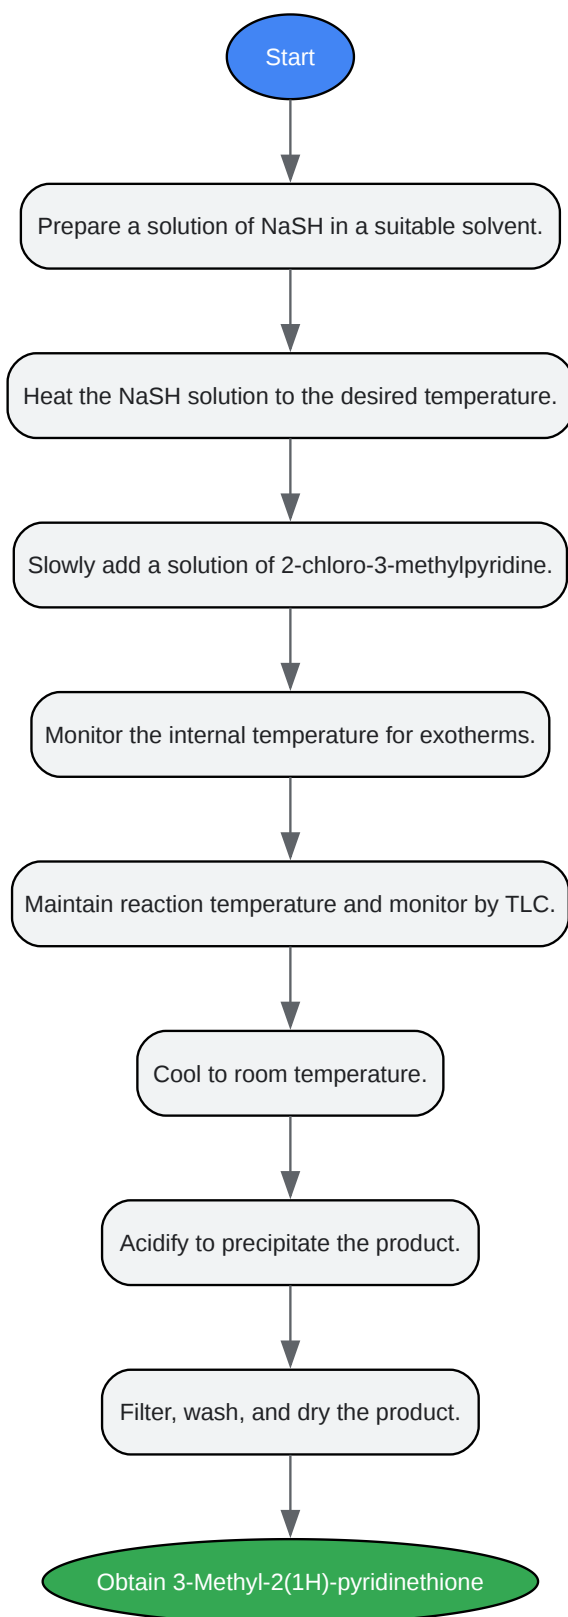 Start
Prepare a solution of NaSH in a suitable solvent.
Heat the NaSH solution to the desired temperature.
Slowly add a solution of 2-chloro-3-methylpyridine.
Monitor the internal temperature for exotherms.
Maintain reaction temperature and monitor by TLC.
Cool to room temperature.
Acidify to precipitate the product.
Filter, wash, and dry the product.
Obtain 3-Methyl-2(1H)-pyridinethione